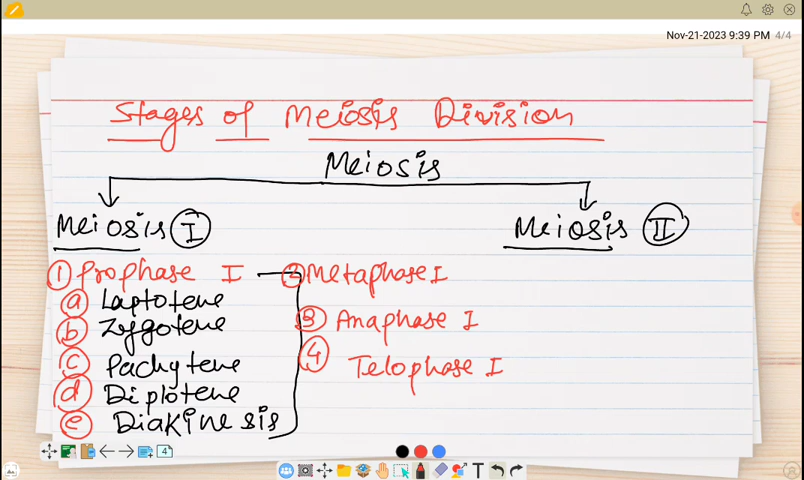 Nov-21-2023 9:39 PM 4/4
Stages of Meiosis Division
Meiosis
Meiosis I
Meiosis II
1 Prophase I
a Laptotene
b Zygotene
c Pachytene
d Diplotene
e Diakinesis
2 Metaphase I
3 Anaphase I
4 Telophase I
4
T